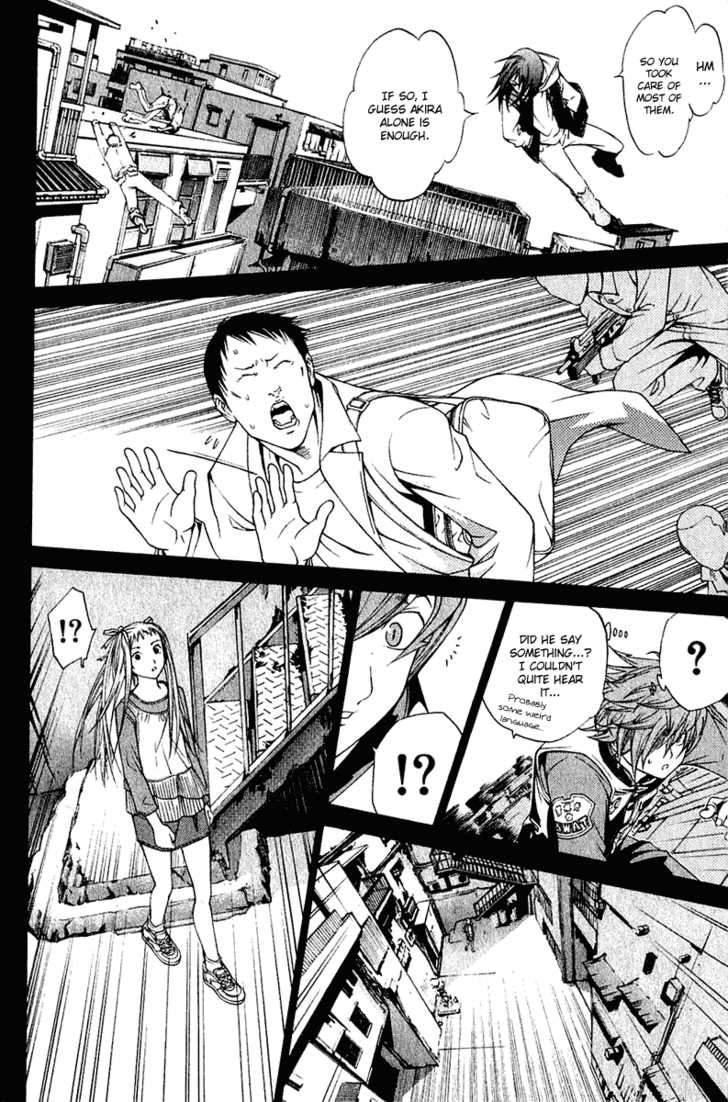 HM
...
SO YOU
TOOK
CARE OF
MOST OF
THEM.
IF SO, I
GUESS AKIRA
ALONE IS
ENOUGH.
?
DID HE SAY
SOMETHING...?
I COULDN'T
QUITE HEAR
IT...
Probably
some weird
language...
SWAT
!?
!?